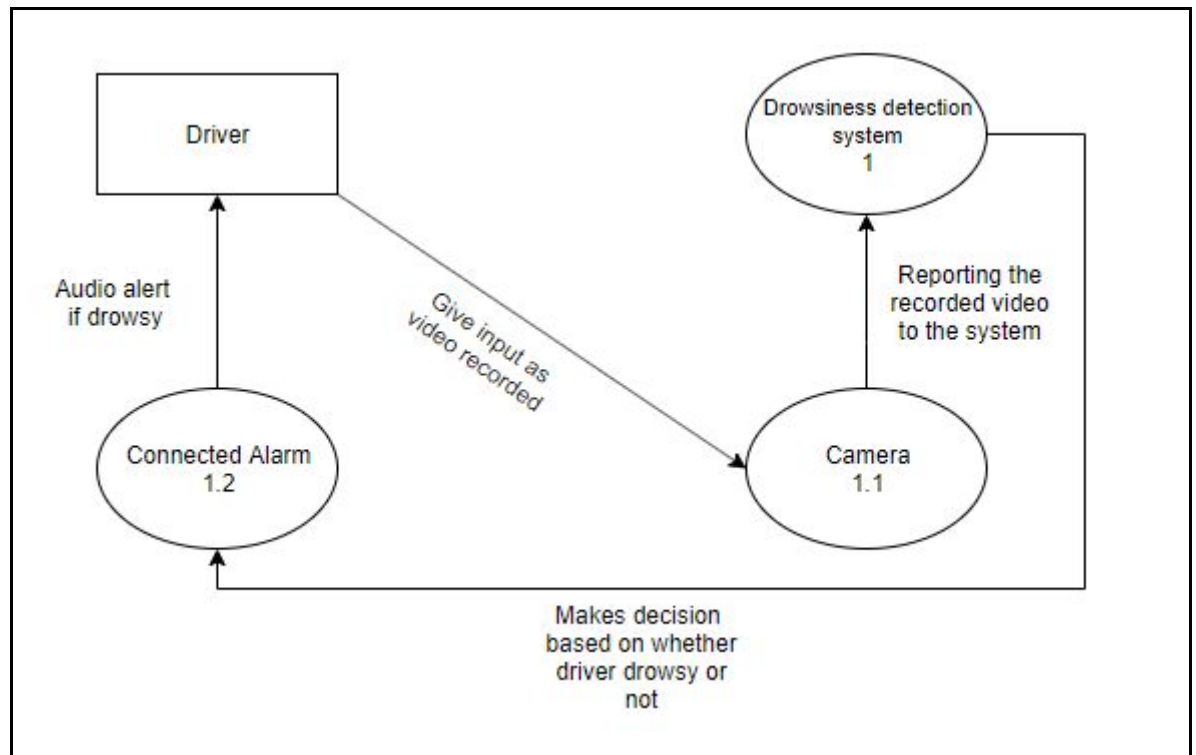 Driver
Drowsiness detection
system
1
Audio alert
if drowsy
Give input as
video recorded
Reporting the
recorded video
to the system
Connected Alarm
1.2
Camera
1.1
Makes decision
based on whether
driver drowsy or
not